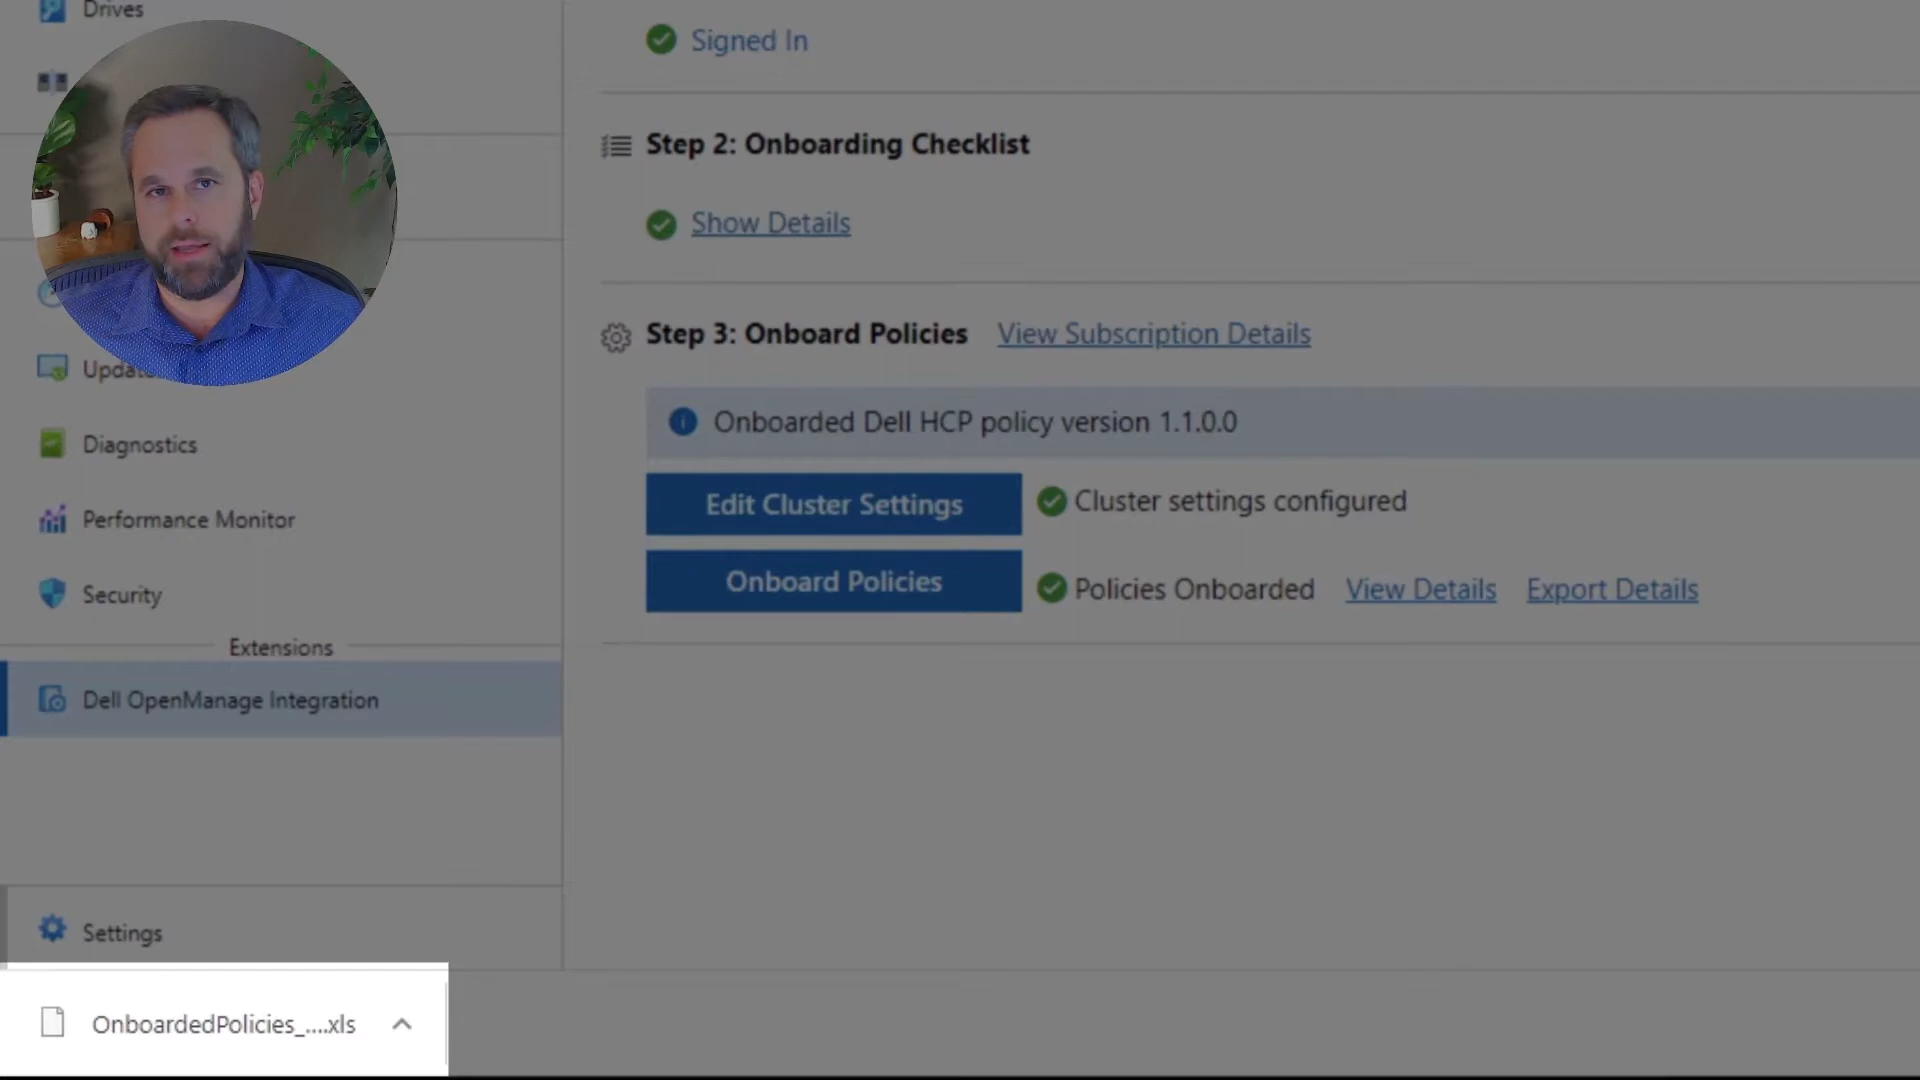 Drives
Updat
Diagnostics
Performance Monitor
Security
Extensions
Dell OpenManage Integration
Settings
OnboardedPolicies_....xls
Signed In
Step 2: Onboarding Checklist
Show Details
Step 3: Onboard Policies View Subscription Details
Onboarded Dell HCP policy version 1.1.0.0
Edit Cluster Settings Cluster settings configured
Onboard Policies Policies Onboarded View Details Export Details